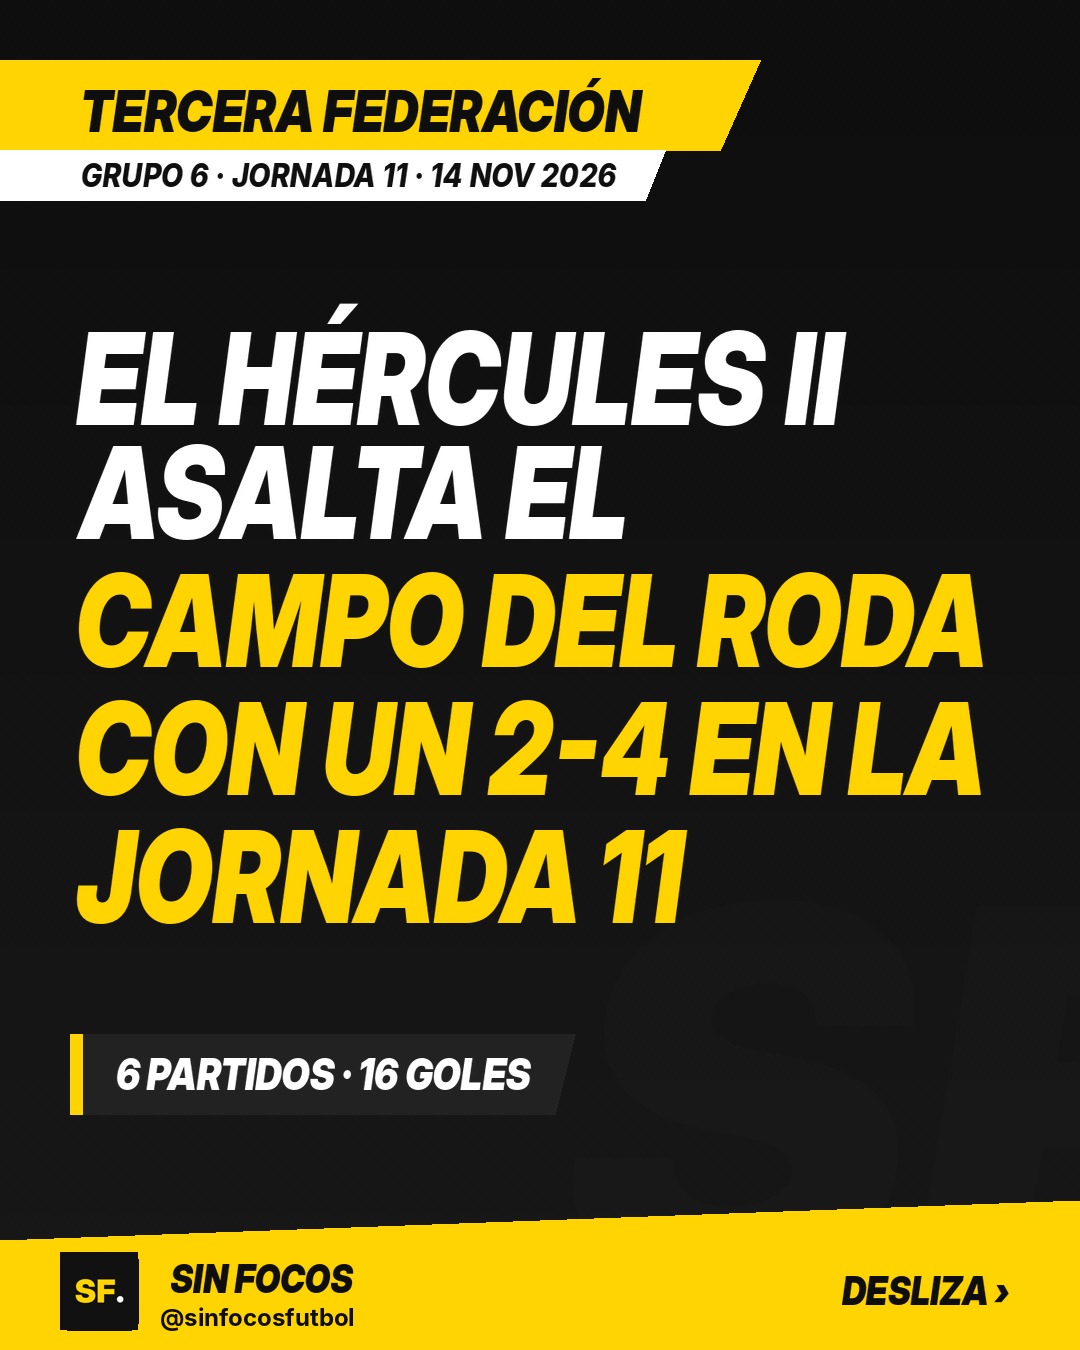 TERCERA FEDERACIÓN
GRUPO 6 · JORNADA 11 · 14 NOV 2026
EL HÉRCULES II
ASALTA EL
CAMPO DEL RODA
CON UN 2-4 EN LA
JORNADA 11
6 PARTIDOS · 16 GOLES
SF.
SIN FOCOS
@sinfocosfutbol
DESLIZA ›